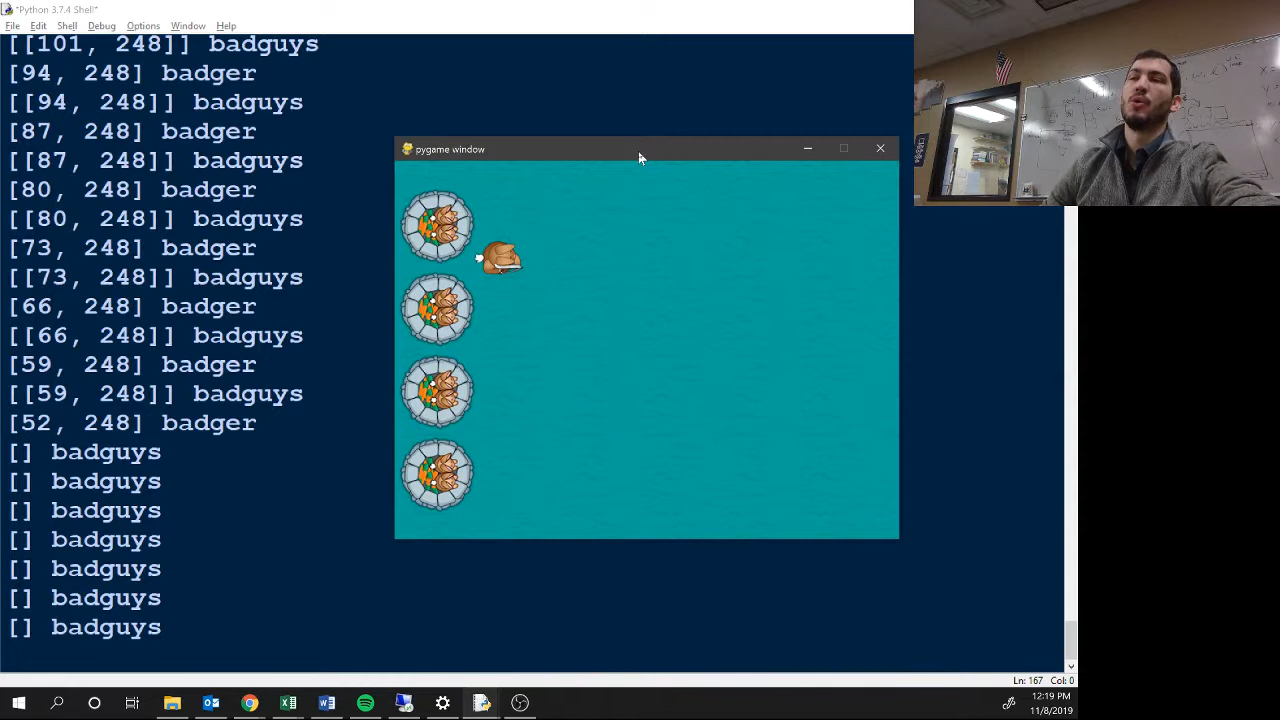 *Python 3.7.4 Shell*
File Edit Shell Debug Options Window Help
[[101, 248]] badguys
[94, 248] badger
[[94, 248]] badguys
[87, 248] badger
[[87, 248]] badguys
[80, 248] badger
[[80, 248]] badguys
[73, 248] badger
[[73, 248]] badguys
[66, 248] badger
[[66, 248]] badguys
[59, 248] badger
[[59, 248]] badguys
[52, 248] badger
[] badguys
[] badguys
[] badguys
[] badguys
[] badguys
[] badguys
[] badguys
pygame window
Ln: 167 Col: 0
12:19 PM
11/8/2019